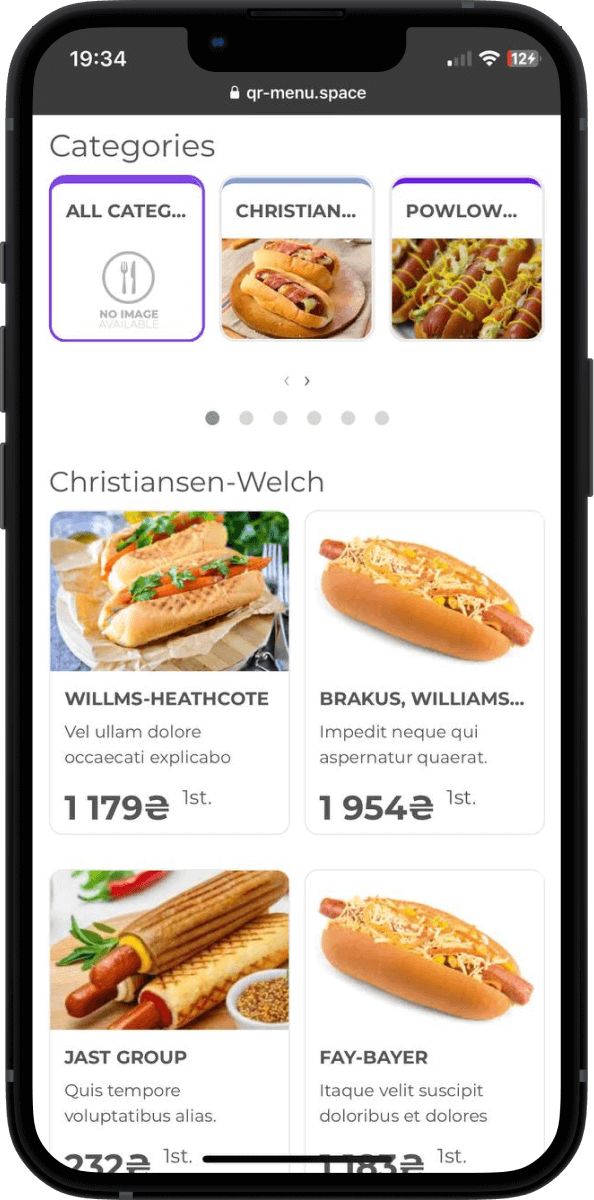 19:34
12
qr-menu.space
Categories
ALL CATEG...
CHRISTIAN...
POWLOW...
NO IMAGE
AVAILABLE
‹ ›
Christiansen-Welch
WILLMS-HEATHCOTE
Vel ullam dolore
occaecati explicabo
1 179₴ 1st.
BRAKUS, WILLIAMS...
Impedit neque qui
aspernatur quaerat.
1 954₴ 1st.
JAST GROUP
Quis tempore
voluptatibus alias.
232₴ 1st.
FAY-BAYER
Itaque velit suscipit
doloribus et dolores
1 183₴ 1st.